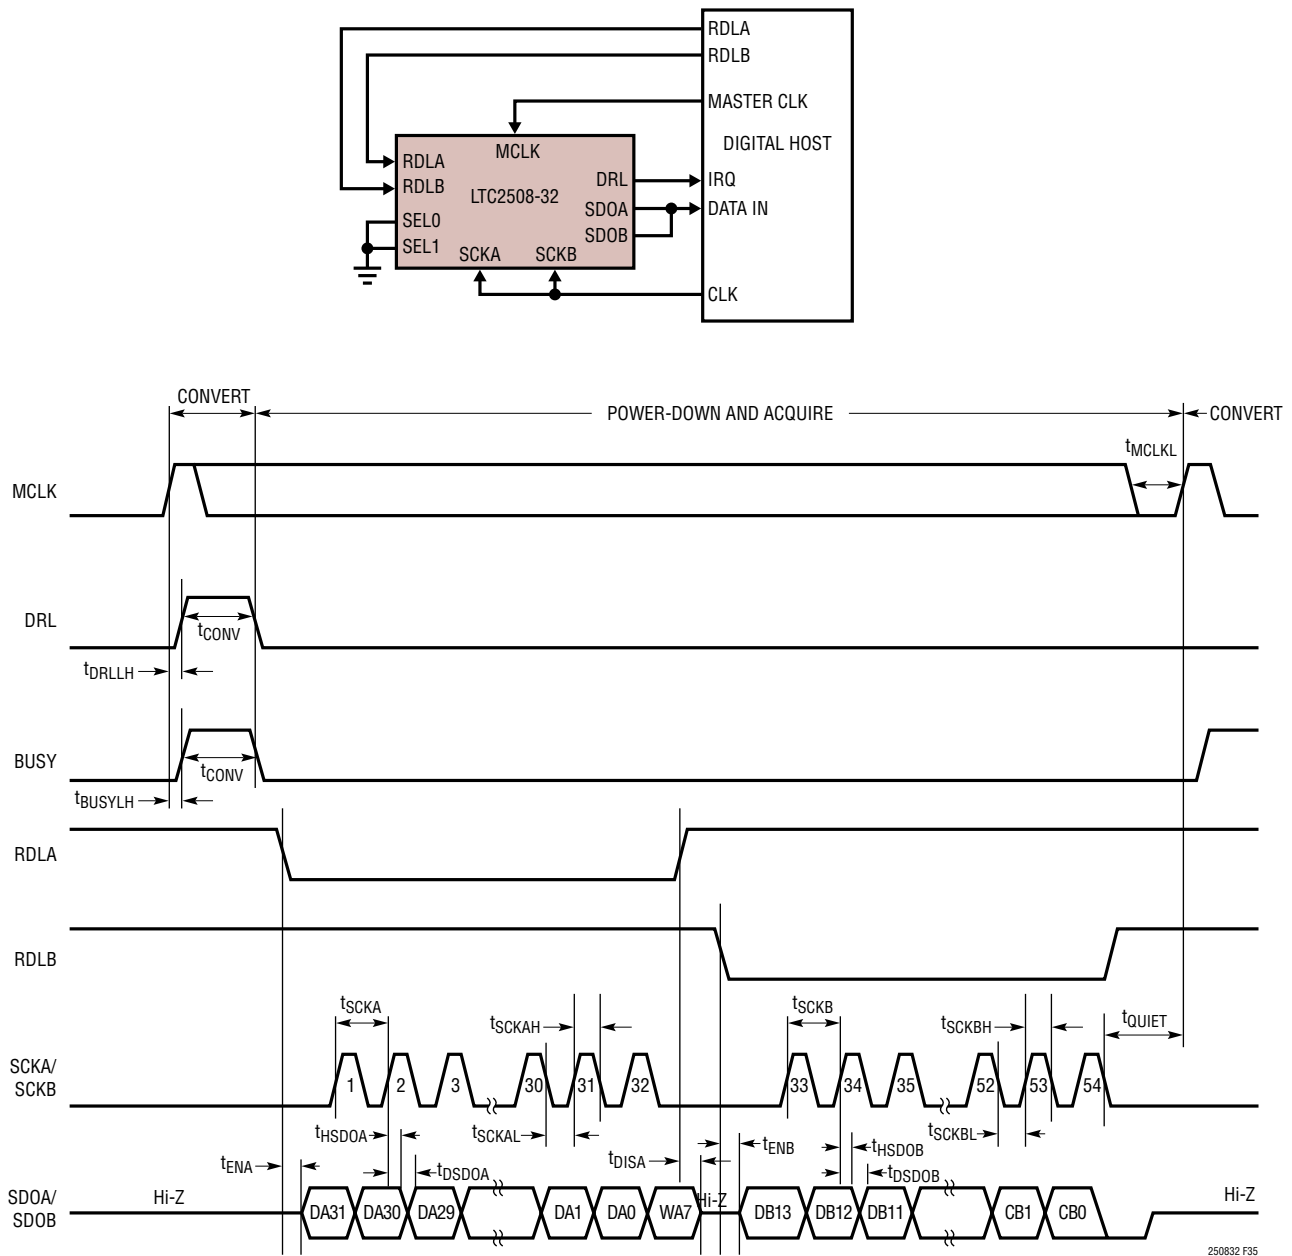 RDLA
RDLB
MASTER CLK
DIGITAL HOST
MCLK
RDLA
DRL
IRQ
RDLB
LTC2508-32
SDOA
DATA IN
SEL0
SDOB
SEL1
SCKA
SCKB
CLK
CONVERT
POWER-DOWN AND ACQUIRE
CONVERT
tMCLKL
MCLK
DRL
tCONV
tDRLLH
BUSY
tCONV
tBUSYLH
RDLA
RDLB
tSCKA
tSCKAH
tSCKB
tSCKBH
tQUIET
SCKA/
SCKB
1 2 3 30 31 32 33 34 35 52 53 54
tHSDOA
tSCKAL
tENB
tHSDOB
tSCKBL
tENA
tDSDOA
tDISA
tDSDOB
SDOA/
SDOB
Hi-Z
DA31 DA30 DA29 DA1 DA0 WA7
Hi-Z
DB13 DB12 DB11 CB1 CB0
Hi-Z
250832 F35